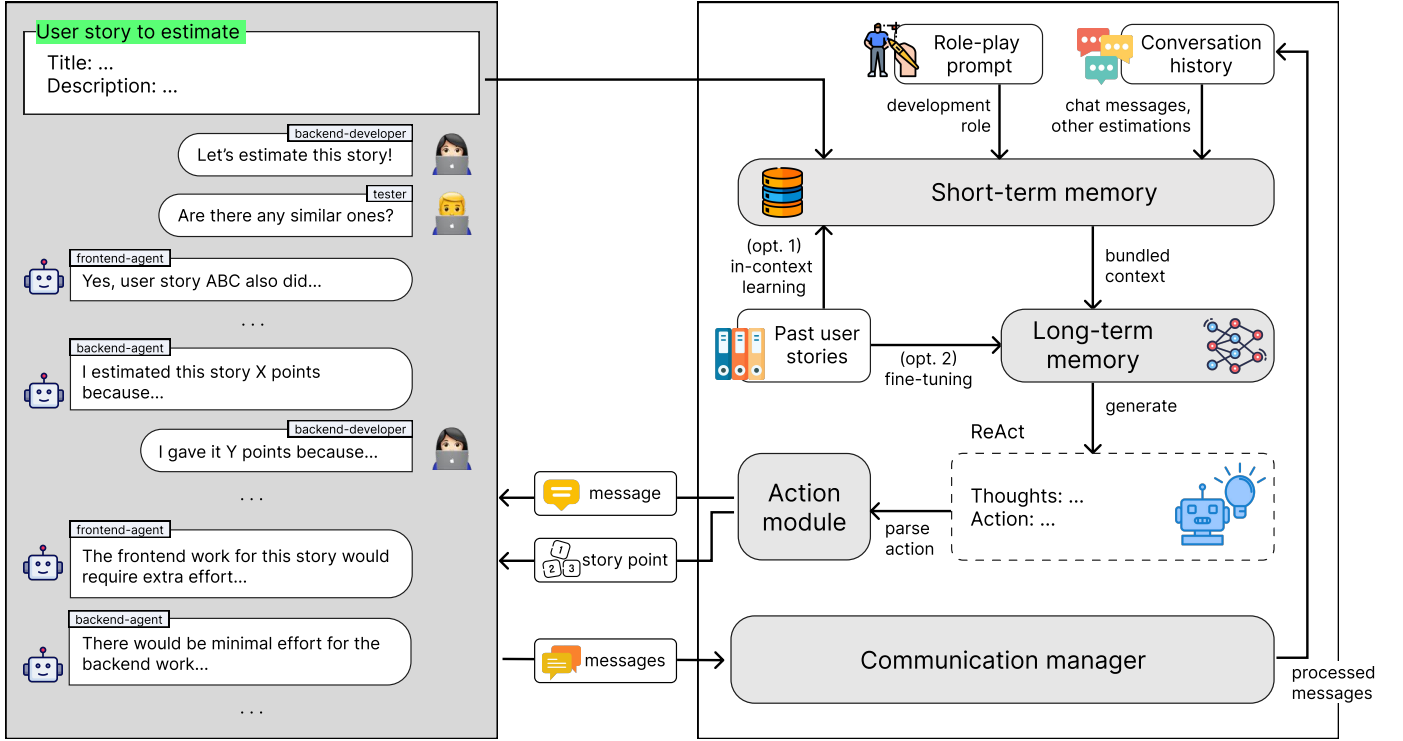 User story to estimate
Title: ...
Description: ...
backend-developer
Let's estimate this story!
tester
Are there any similar ones?
frontend-agent
Yes, user story ABC also did...
...
backend-agent
I estimated this story X points
because...
backend-developer
I gave it Y points because...
...
frontend-agent
The frontend work for this story would
require extra effort...
backend-agent
There would be minimal effort for the
backend work...
...
message
1
2 3
story point
messages
Role-play
prompt
Conversation
history
development
role
chat messages,
other estimations
Short-term memory
(opt. 1)
in-context
learning
bundled
context
Past user
stories
(opt. 2)
fine-tuning
Long-term
memory
generate
ReAct
Thoughts: ...
Action: ...
parse
action
Action
module
Communication manager
processed
messages